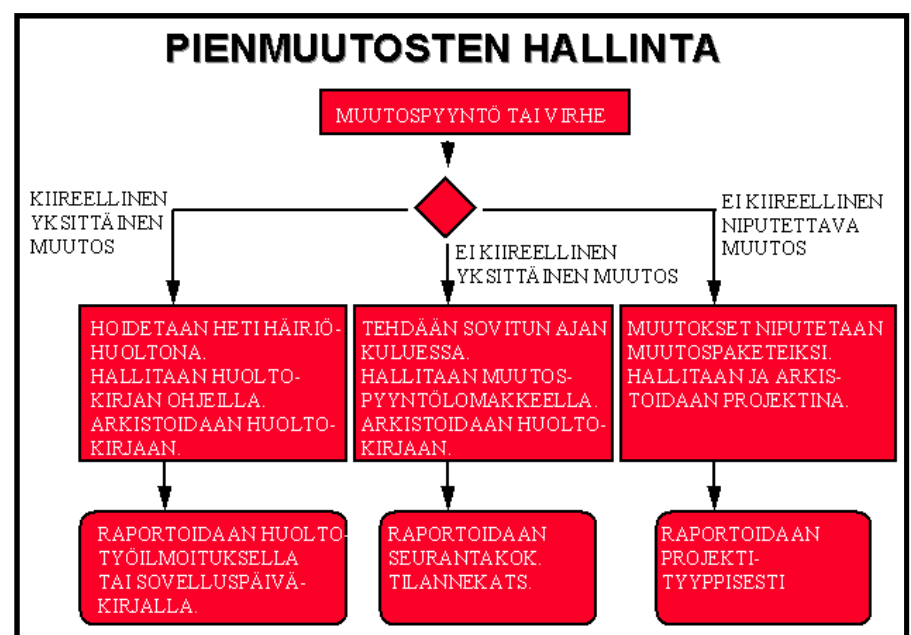 PIENMUUTOSTEN HALLINTA
MUUTOSPYYNTÖ TAI VIRHE
KIIREELLINEN
YKSITTÄINEN
MUUTOS
EI KIIREELLINEN
YKSITTÄINEN MUUTOS
EI KIIREELLINEN
NIPUTETTAVA
MUUTOS
HOIDETAAN HETI HÄIRIÖ-
HUOLTONA.
HALLITAAN HUOLTO-
KIRJAN OHJEILLA.
ARKISTOIDAAN HUOLTO-
KIRJAAN.
TEHDÄÄN SOVITUN AJAN
KULUESSA.
HALLITAAN MUUTOS-
PYYNTÖLOMAKKEELLA.
ARKISTOIDAAN HUOLTO-
KIRJAAN.
MUUTOKSET NIPUTETAAN
MUUTOSPAKETEIKSI.
HALLITAAN JA ARKIS-
TOIDAAN PROJEKTINA.
RAPORTOIDAAN HUOLTO-
TYÖILMOITUKSELLA
TAI SOVELLUSPÄIVÄ-
KIRJALLA.
RAPORTOIDAAN
SEURANTAKOK.
TILANNEKATS.
RAPORTOIDAAN
PROJEKTI-
TYYPPISESTI